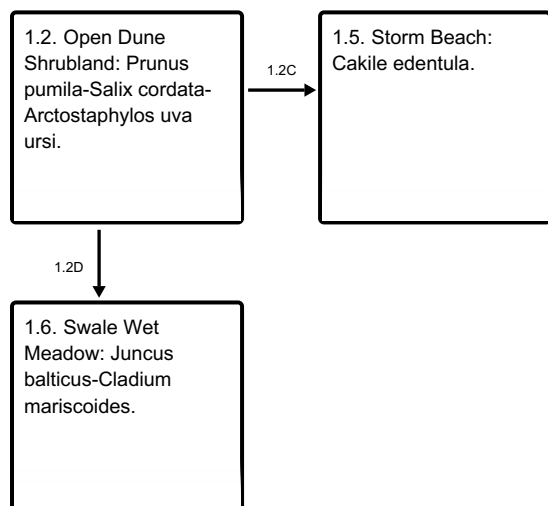 1.2. Open Dune
Shrubland: Prunus
pumila-Salix cordata-
Arctostaphylos uva
ursi.
1.2C
1.5. Storm Beach:
Cakile edentula.
1.2D
1.6. Swale Wet
Meadow: Juncus
balticus-Cladium
mariscoides.